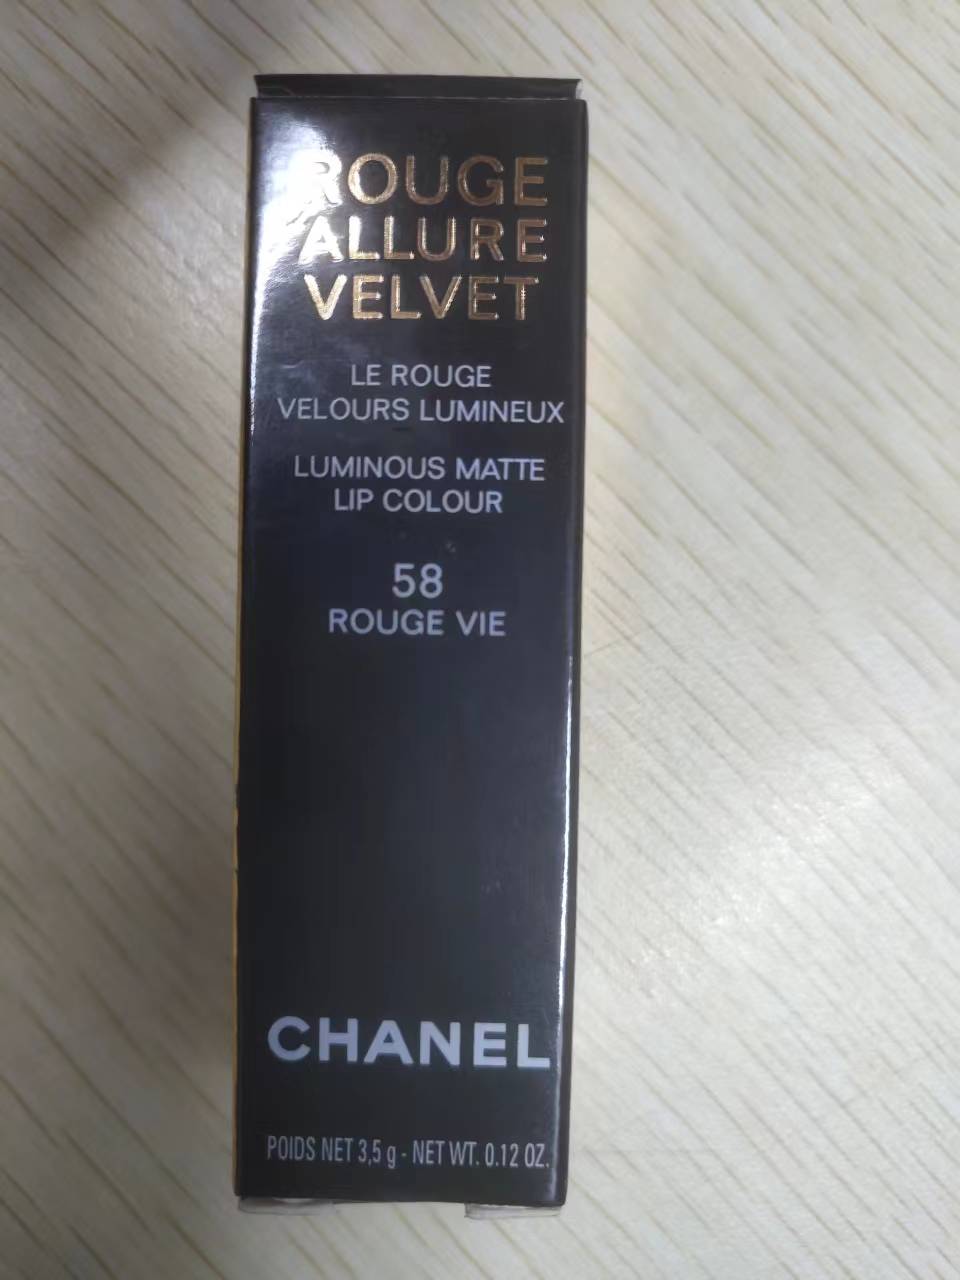 ROUGE
ALLURE
VELVET
LE ROUGE
VELOURS LUMINEUX
LUMINOUS MATTE
LIP COLOUR
58
ROUGE VIE
CHANEL
POIDS NET 3,5 g - NET WT. 0.12 OZ.